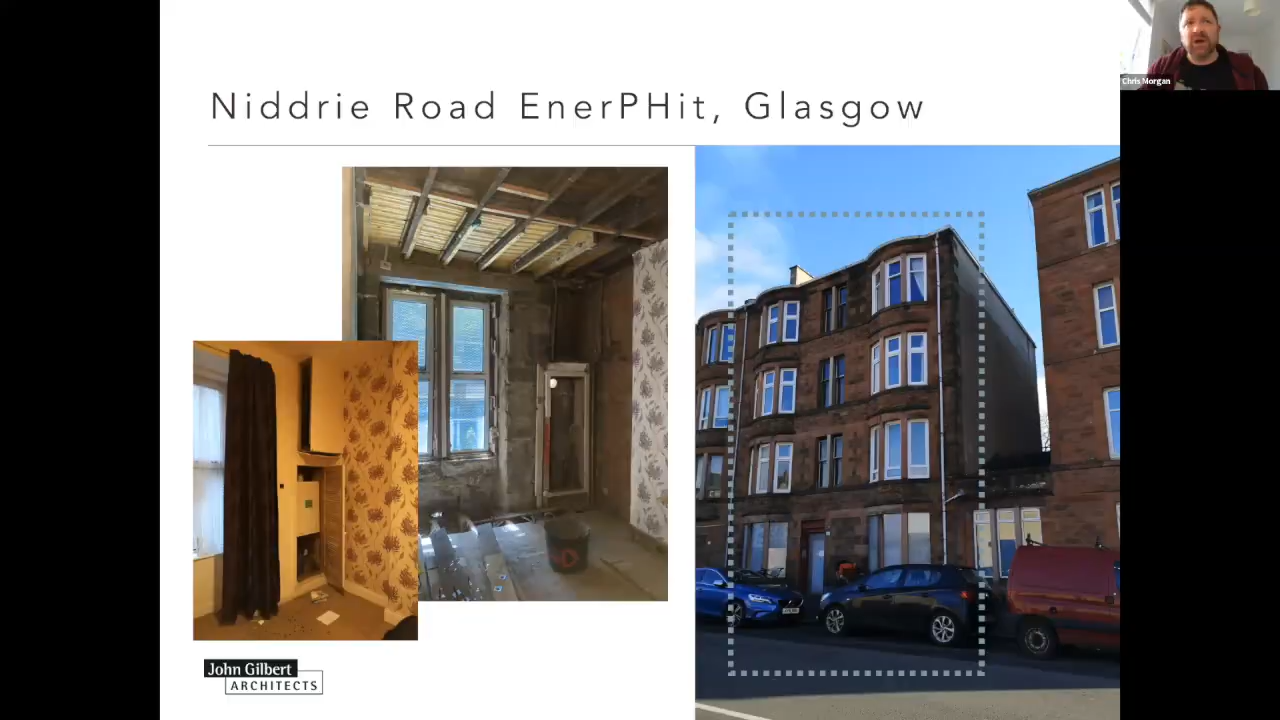 Chris Morgan
Niddrie Road EnerPHit, Glasgow
John Gilbert
ARCHITECTS